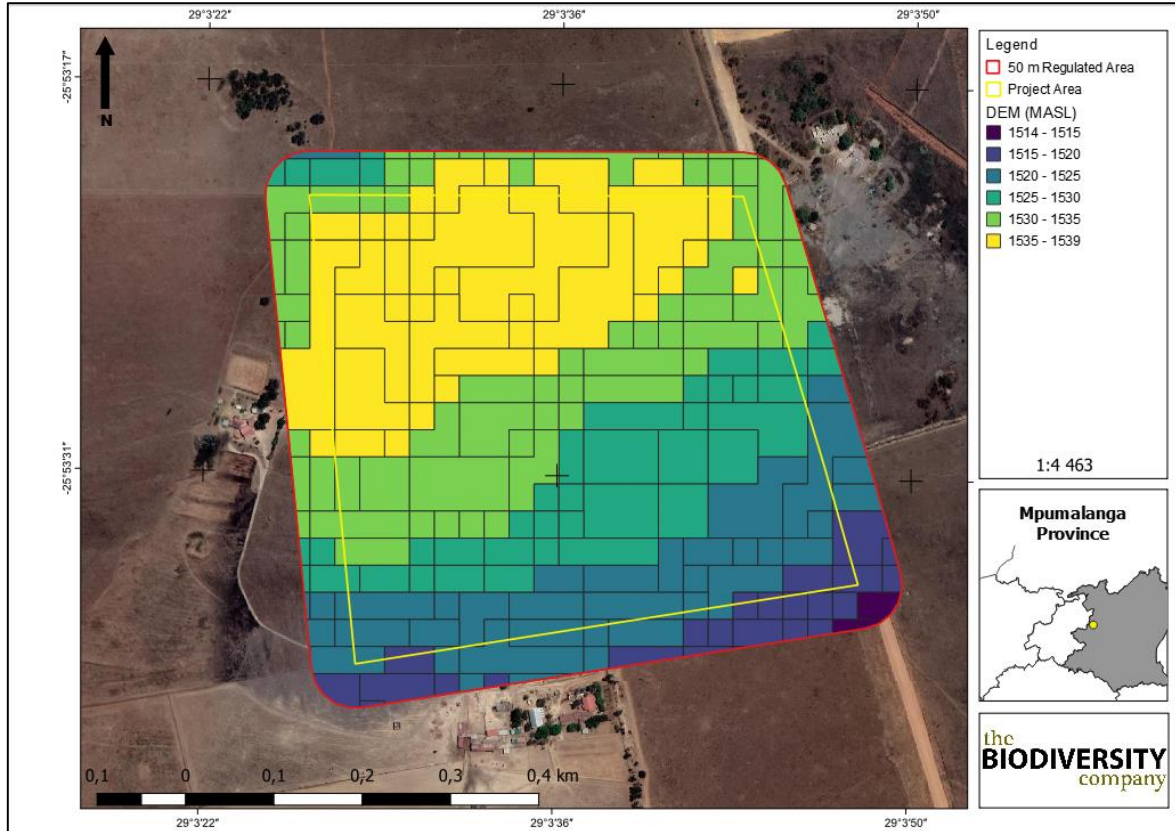 29°3'22"
29°3'36"
29°3'50"
-25°53'17"
N
-25°53'31"
0,1
0
0,1
0,2
0,3
0,4 km
29°3'22"
29°3'36"
29°3'50"
Legend
50 m Regulated Area
Project Area
DEM (MASL)
1514 - 1515
1515 - 1520
1520 - 1525
1525 - 1530
1530 - 1535
1535 - 1539
1:4 463
Mpumalanga
Province
the
BIODIVERSITY
company